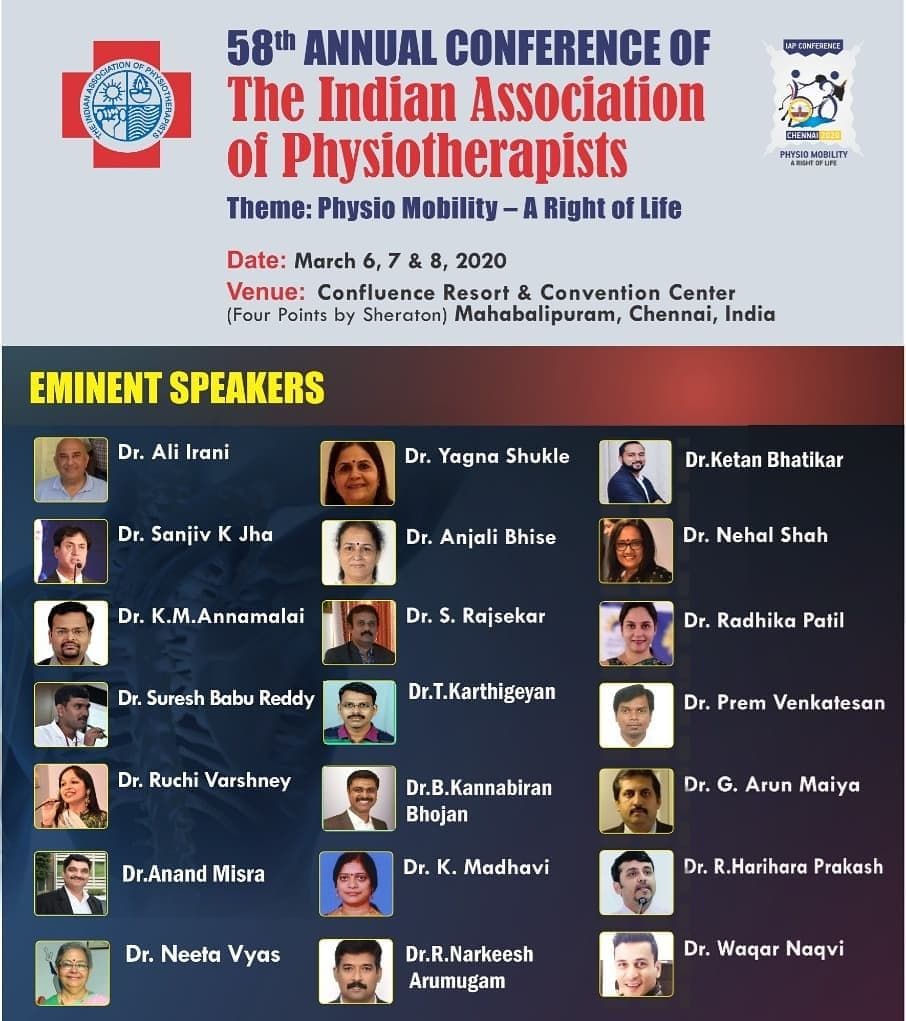 58th ANNUAL CONFERENCE OF
The Indian Association
of Physiotherapists
Theme: Physio Mobility – A Right of Life
Date: March 6, 7 & 8, 2020
Venue: Confluence Resort & Convention Center
(Four Points by Sheraton) Mahabalipuram, Chennai, India
THE INDIAN ASSOCIATION OF PHYSIOTHERAPISTS
IAP CONFERENCE
CHENNAI 2020
PHYSIO MOBILITY
A RIGHT OF LIFE
EMINENT SPEAKERS
Dr. Ali Irani
Dr. Yagna Shukle
Dr.Ketan Bhatikar
Dr. Sanjiv K Jha
Dr. Anjali Bhise
Dr. Nehal Shah
Dr. K.M.Annamalai
Dr. S. Rajsekar
Dr. Radhika Patil
Dr. Suresh Babu Reddy
Dr.T.Karthigeyan
Dr. Prem Venkatesan
Dr. Ruchi Varshney
Dr.B.Kannabiran
Bhojan
Dr. G. Arun Maiya
Dr.Anand Misra
Dr. K. Madhavi
Dr. R.Harihara Prakash
Dr. Neeta Vyas
Dr.R.Narkeesh
Arumugam
Dr. Waqar Naqvi